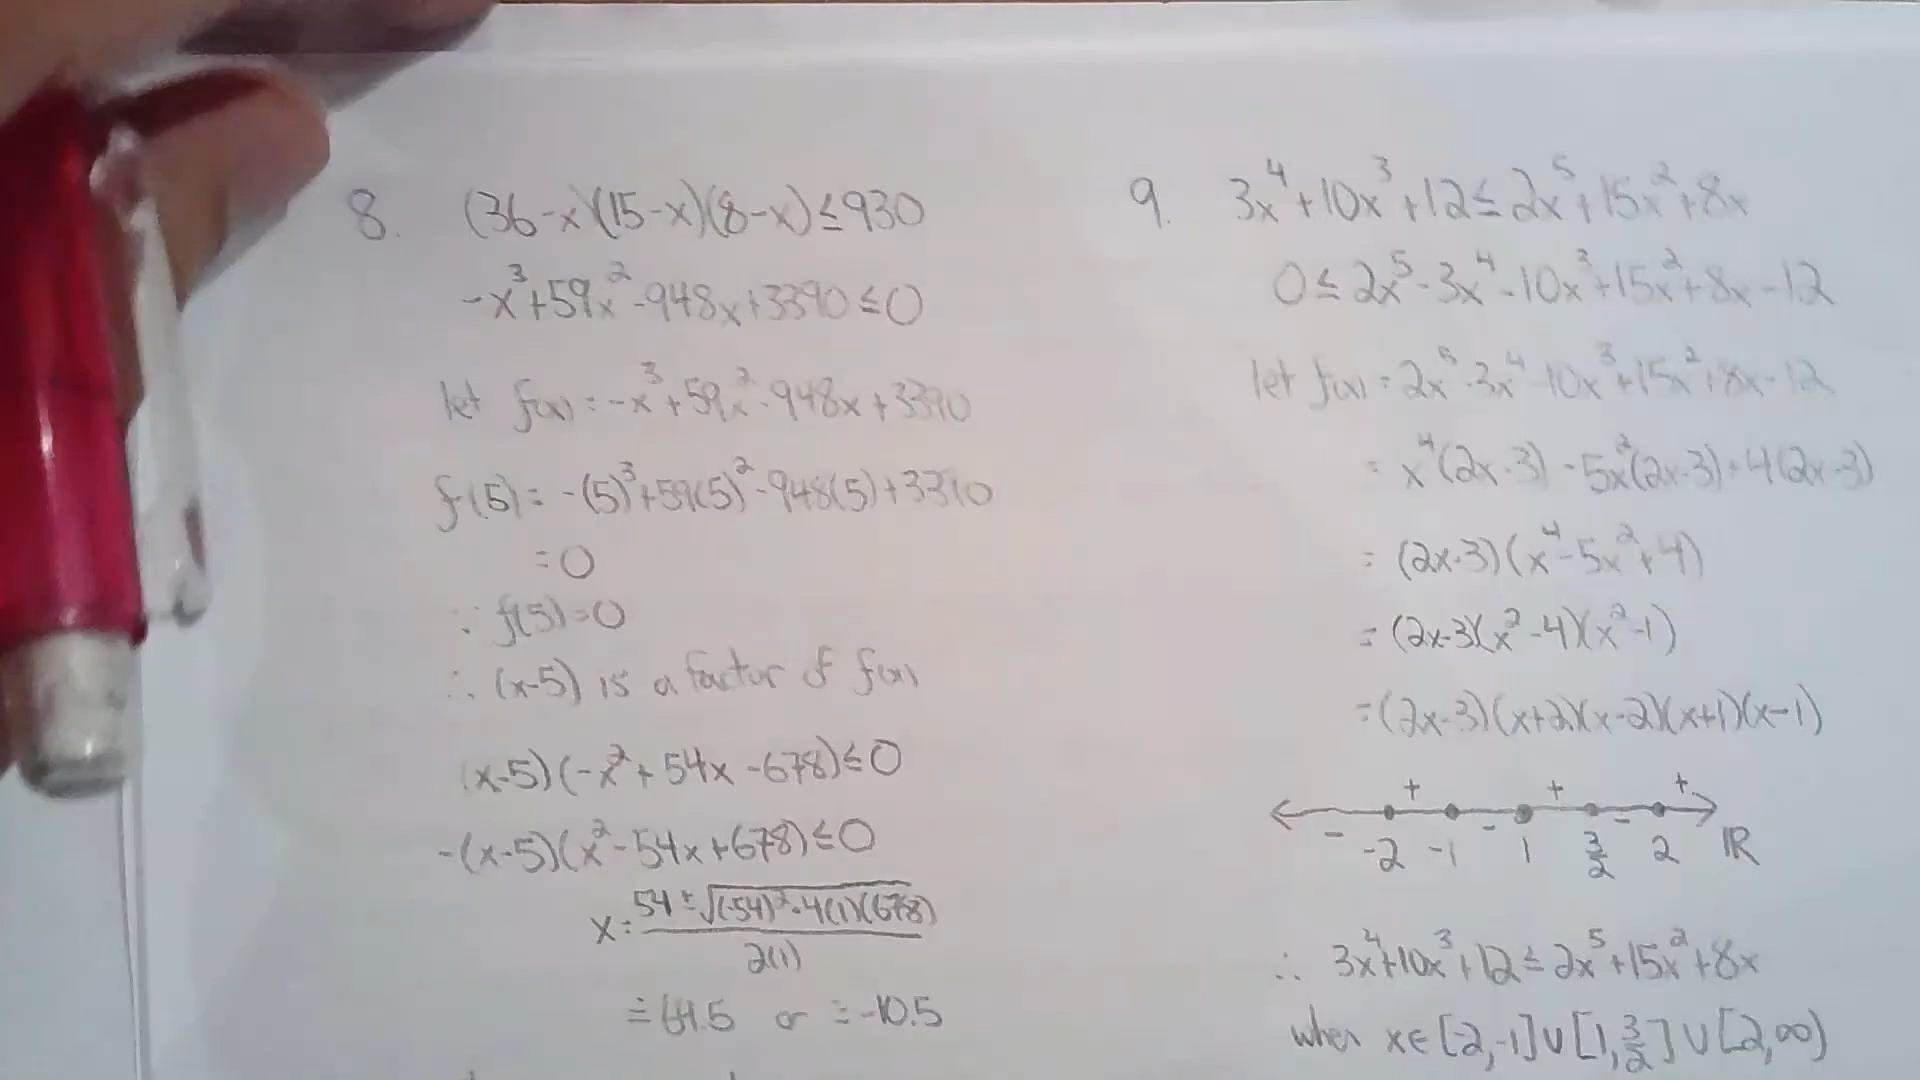 8. (36-x)(15-x)(8-x)≤930
-x³+59x²-948x+3390≤0
let f(x)=-x³+59x²-948x+3390
f(5)=-(5)³+59(5)²-948(5)+3390
=0
∵ f(5)=0
∴ (x-5) is a factor of f(x)
(x-5)(-x²+54x-678)≤0
-(x-5)(x²-54x+678)≤0
x=54±√(-54)²-4(1)(678)
2(1)
≐64.5 or ≐-10.5
9. 3x⁴+10x³+12≤2x⁵+15x²+8x
0≤2x⁵-3x⁴-10x³+15x²+8x-12
let f(x)=2x⁵-3x⁴-10x³+15x²+8x-12
=x⁴(2x-3)-5x²(2x-3)+4(2x-3)
=(2x-3)(x⁴-5x²+4)
=(2x-3)(x²-4)(x²-1)
=(2x-3)(x+2)(x-2)(x+1)(x-1)
- + - + - +
-2 -1 1 3/2 2 ℝ
∴ 3x⁴+10x³+12≤2x⁵+15x²+8x
when x∈[-2,-1]∪[1,3/2]∪[2,∞)